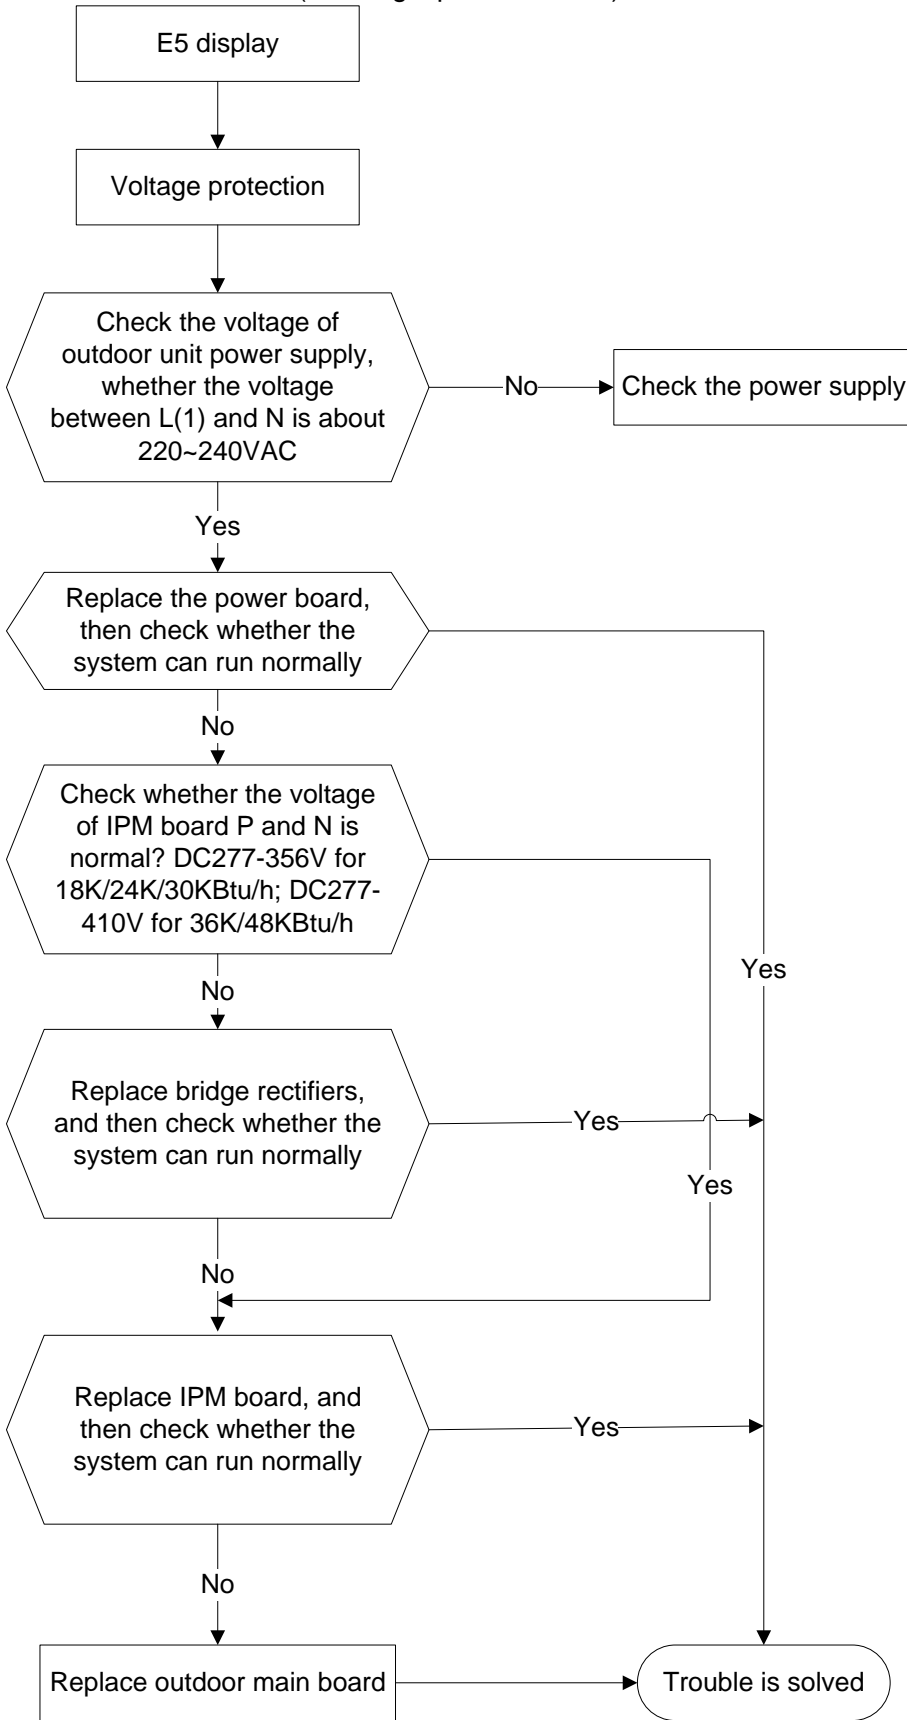 E5 display
Voltage protection
Check the voltage of
outdoor unit power supply,
whether the voltage
between L(1) and N is about
220~240VAC
No
Check the power supply
Yes
Replace the power board,
then check whether the
system can run normally
No
Check whether the voltage
of IPM board P and N is
normal? DC277-356V for
18K/24K/30KBtu/h; DC277-
410V for 36K/48KBtu/h
Yes
No
Replace bridge rectifiers,
and then check whether the
system can run normally
Yes
Yes
No
Replace IPM board, and
then check whether the
system can run normally
Yes
No
Replace outdoor main board
Trouble is solved